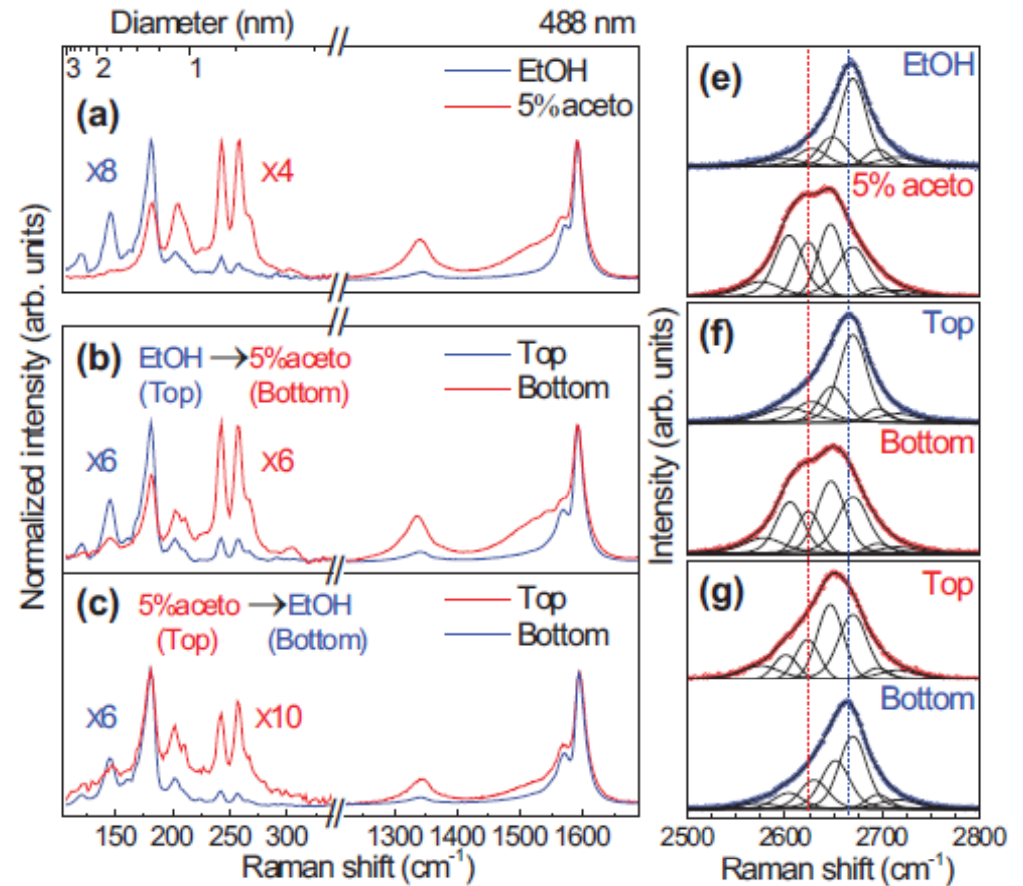 Diameter (nm)
488 nm
3 2 1
(a)
EtOH
5%aceto
x8
x4
(b)
EtOH →5%aceto
(Top) (Bottom)
Top
Bottom
x6
x6
(c)
5%aceto →EtOH
(Top) (Bottom)
Top
Bottom
x6
x10
Normalized intensity (arb. units)
150 200 250 300 1300 1400 1500 1600
Raman shift (cm⁻¹)
(e)
EtOH
5% aceto
(f)
Top
Bottom
(g)
Top
Bottom
Intensity (arb. units)
2500 2600 2700 2800
Raman shift (cm⁻¹)